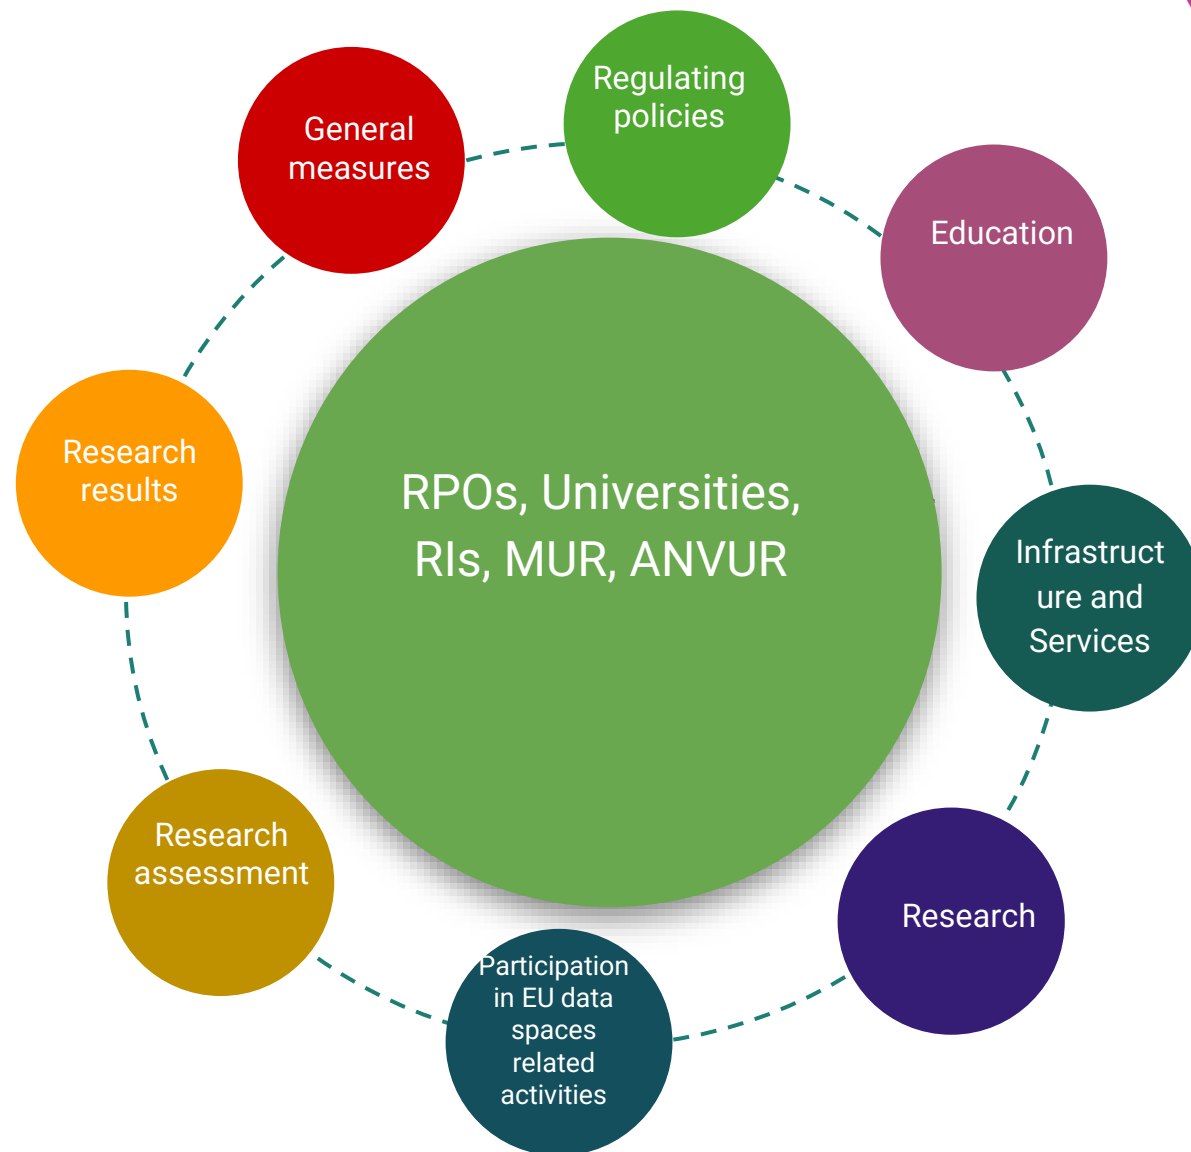 Regulating
policies
General
measures
Education
Research
results
RPOs, Universities,
RIs, MUR, ANVUR
Infrastruct
ure and
Services
Research
assessment
Research
Participation
in EU data
spaces
related
activities